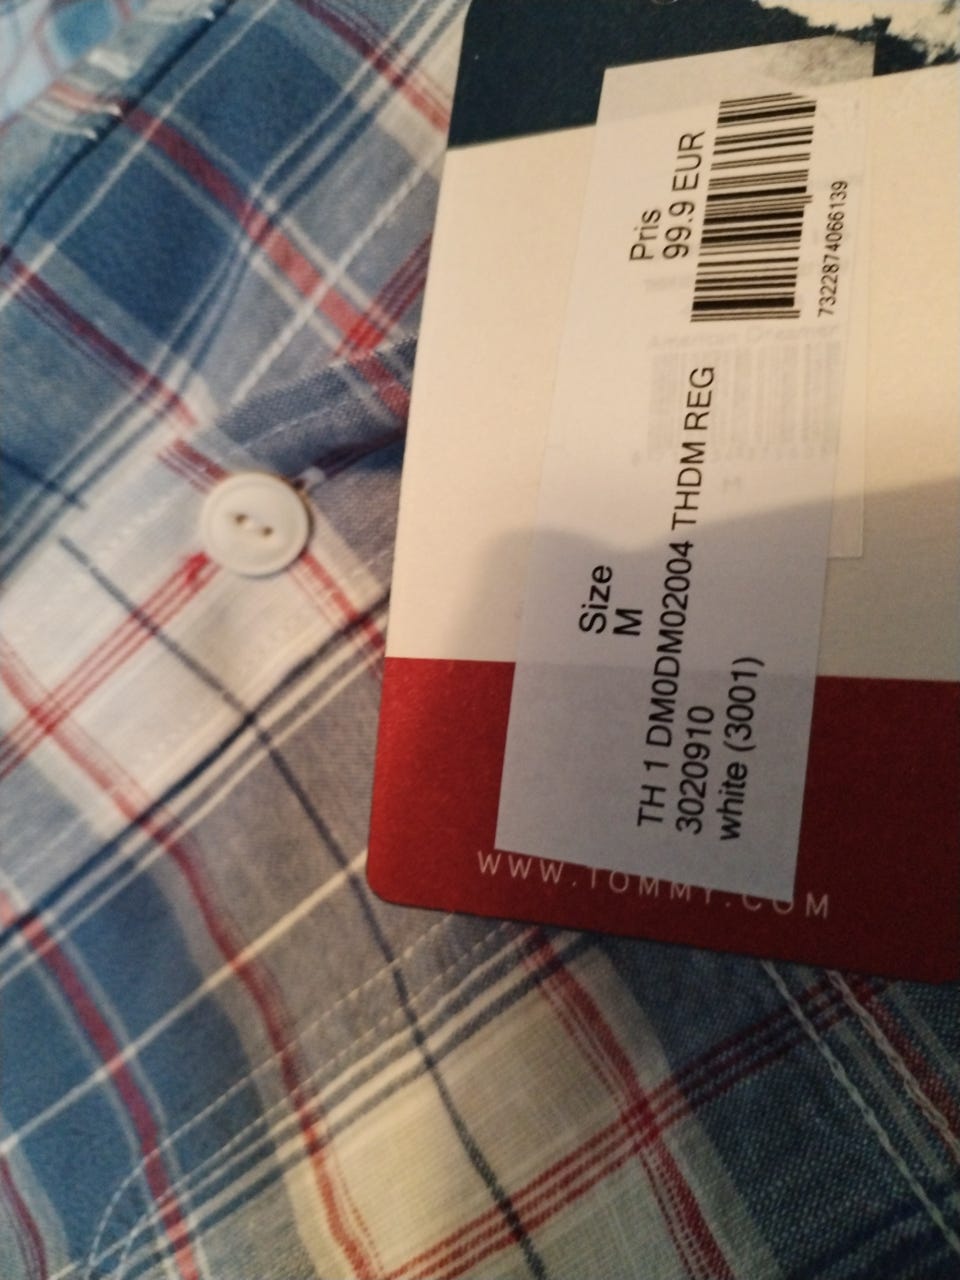 Pris
99.9 EUR
7322874066139
Size
M
TH 1 DM0DM02004 THDM REG
3020910
white (3001)
WWW.TOMMY.COM